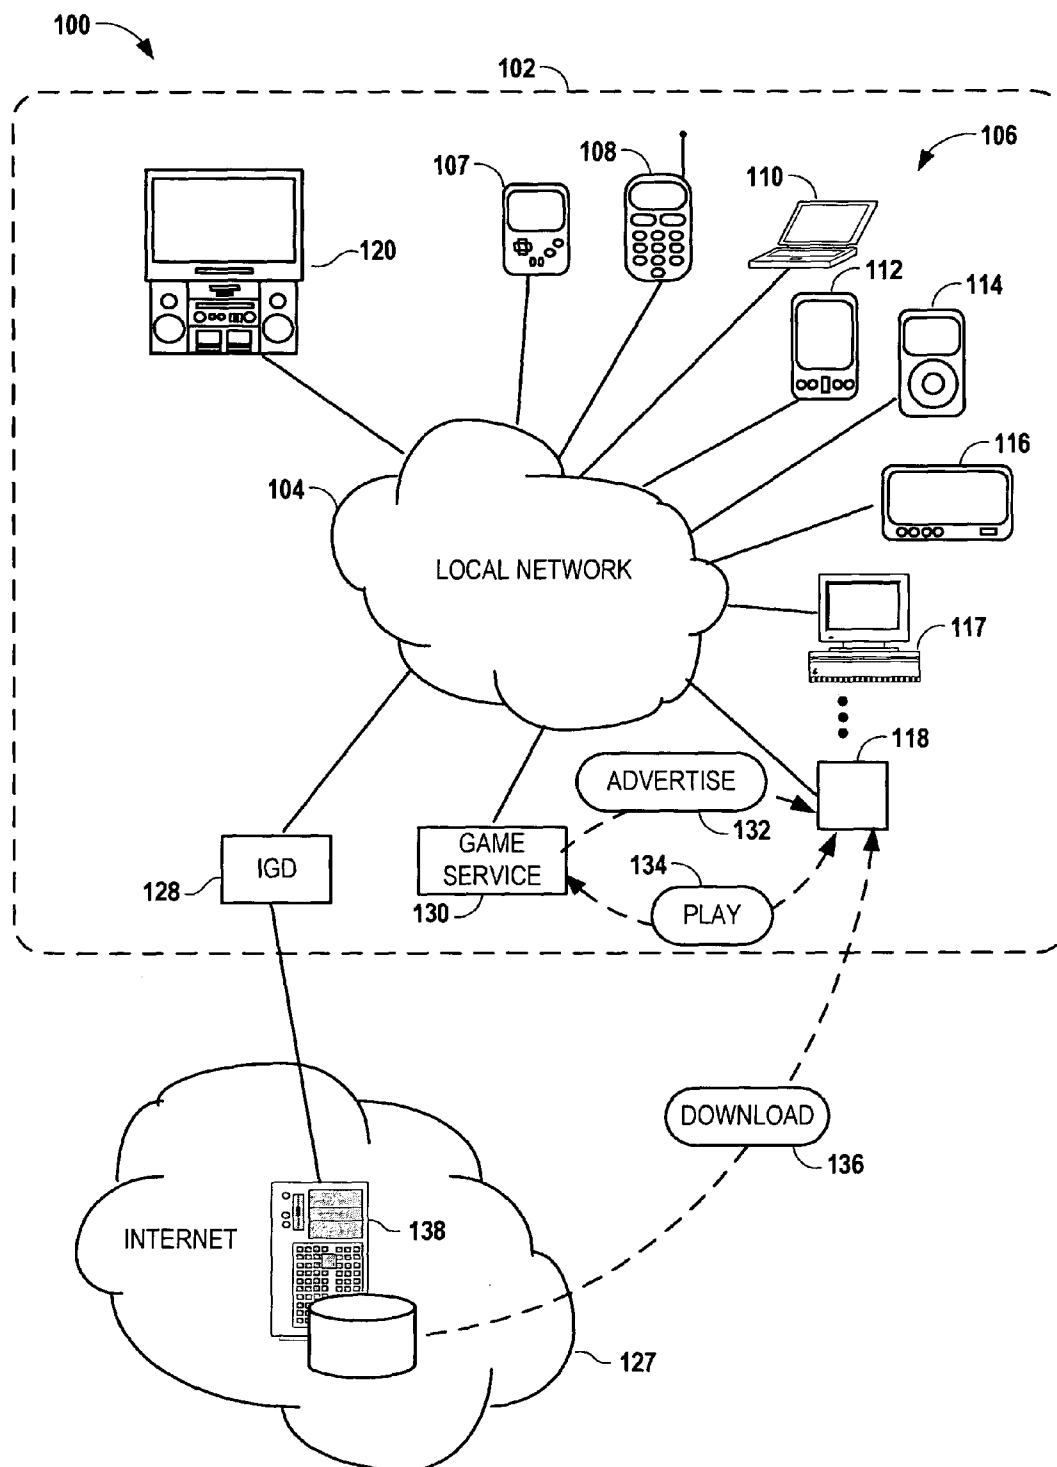 100
102
106
107
108
110
120
112
114
116
104
LOCAL NETWORK
117
118
ADVERTISE
132
GAME
SERVICE
134
IGD
128
130
PLAY
DOWNLOAD
136
138
INTERNET
127